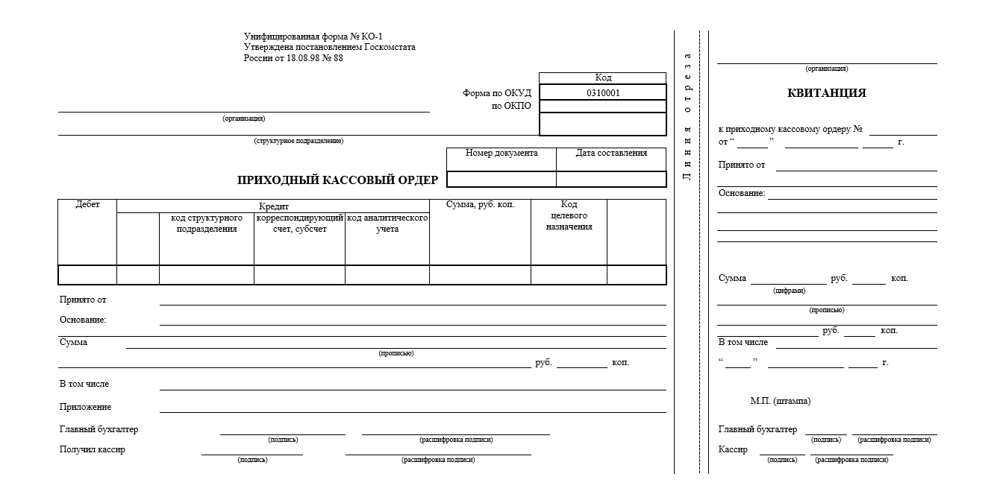 Унифицированная форма № КО-1
Утверждена постановлением Госкомстата
России от 18.08.98 № 88
Код
Форма по ОКУД 0310001
по ОКПО
(организация)
(структурное подразделение)
Номер документа Дата составления
ПРИХОДНЫЙ КАССОВЫЙ ОРДЕР
Дебет Кредит Сумма, руб. коп. Код целевого назначения
код структурного подразделения корреспондирующий счет, субсчет код аналитического учета
Принято от
Основание:
Сумма
(прописью)
руб. коп.
В том числе
Приложение
Главный бухгалтер
(подпись) (расшифровка подписи)
Получил кассир
(подпись) (расшифровка подписи)
Линия отреза
(организация)
КВИТАНЦИЯ
к приходному кассовому ордеру №
от “ ” г.
Принято от
Основание:
Сумма руб. коп.
(цифрами)
(прописью)
руб. коп.
В том числе
“ ” г.
М.П. (штампа)
Главный бухгалтер
(подпись) (расшифровка подписи)
Кассир
(подпись) (расшифровка подписи)